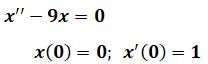 x′′ − 9x = 0
x(0) = 0; x′(0) = 1